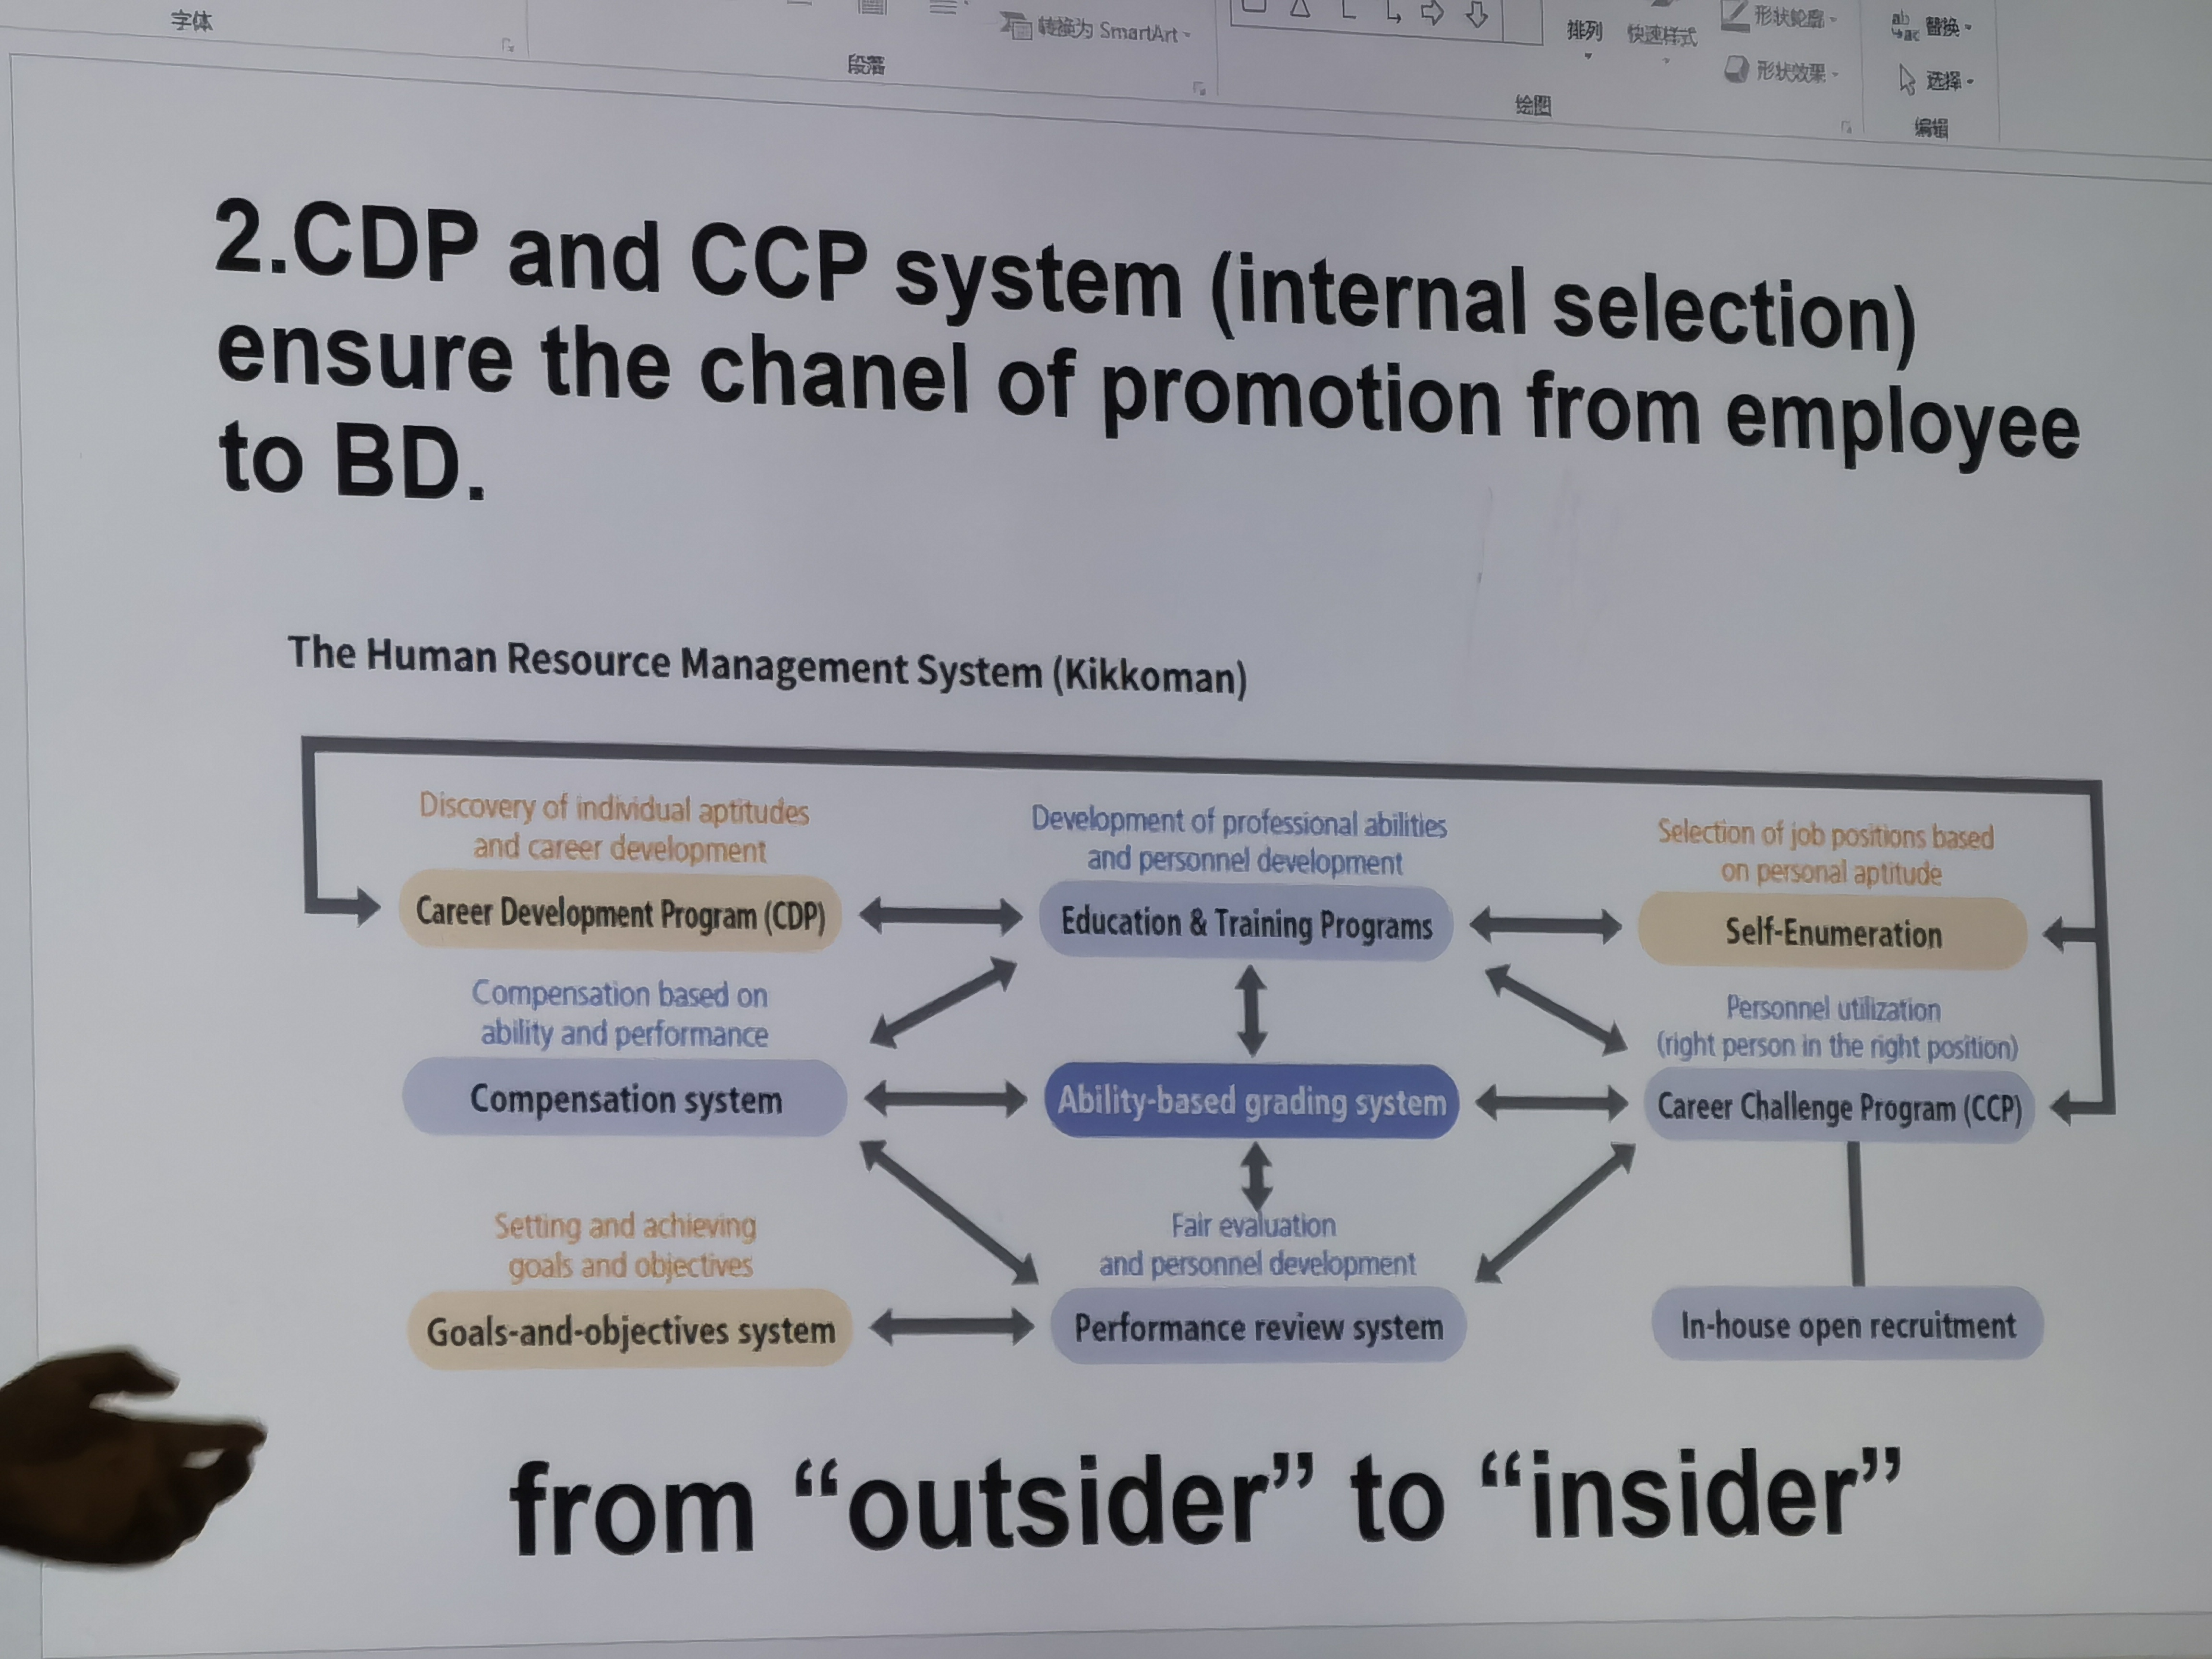 字体
段落
转换为 SmartArt
排列
快速样式
形状轮廓
形状效果
绘图
替换
选择
编辑
2.CDP and CCP system (internal selection)
ensure the chanel of promotion from employee
to BD.
The Human Resource Management System (Kikkoman)
Discovery of individual aptitudes
and career development
Career Development Program (CDP)
Development of professional abilities
and personnel development
Education & Training Programs
Selection of job positions based
on personal aptitude
Self-Enumeration
Compensation based on
ability and performance
Compensation system
Ability-based grading system
Personnel utilization
(right person in the right position)
Career Challenge Program (CCP)
Setting and achieving
goals and objectives
Goals-and-objectives system
Fair evaluation
and personnel development
Performance review system
In-house open recruitment
from “outsider” to “insider”